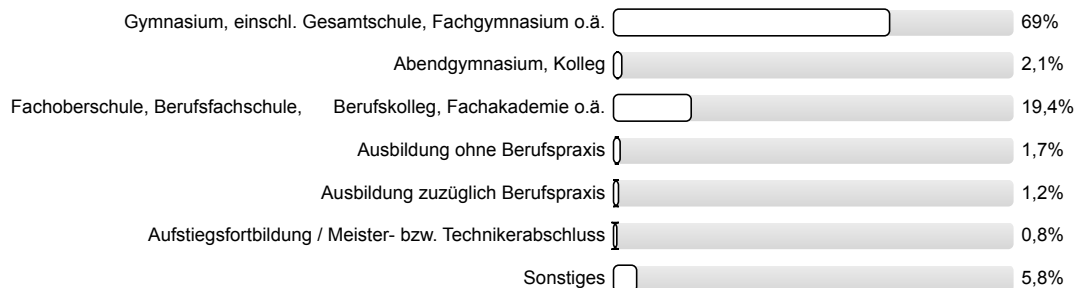 Gymnasium, einschl. Gesamtschule, Fachgymnasium o.ä. 69%
Abendgymnasium, Kolleg 2,1%
Fachoberschule, Berufsfachschule, Berufskolleg, Fachakademie o.ä. 19,4%
Ausbildung ohne Berufspraxis 1,7%
Ausbildung zuzüglich Berufspraxis 1,2%
Aufstiegsfortbildung / Meister- bzw. Technikerabschluss 0,8%
Sonstiges 5,8%